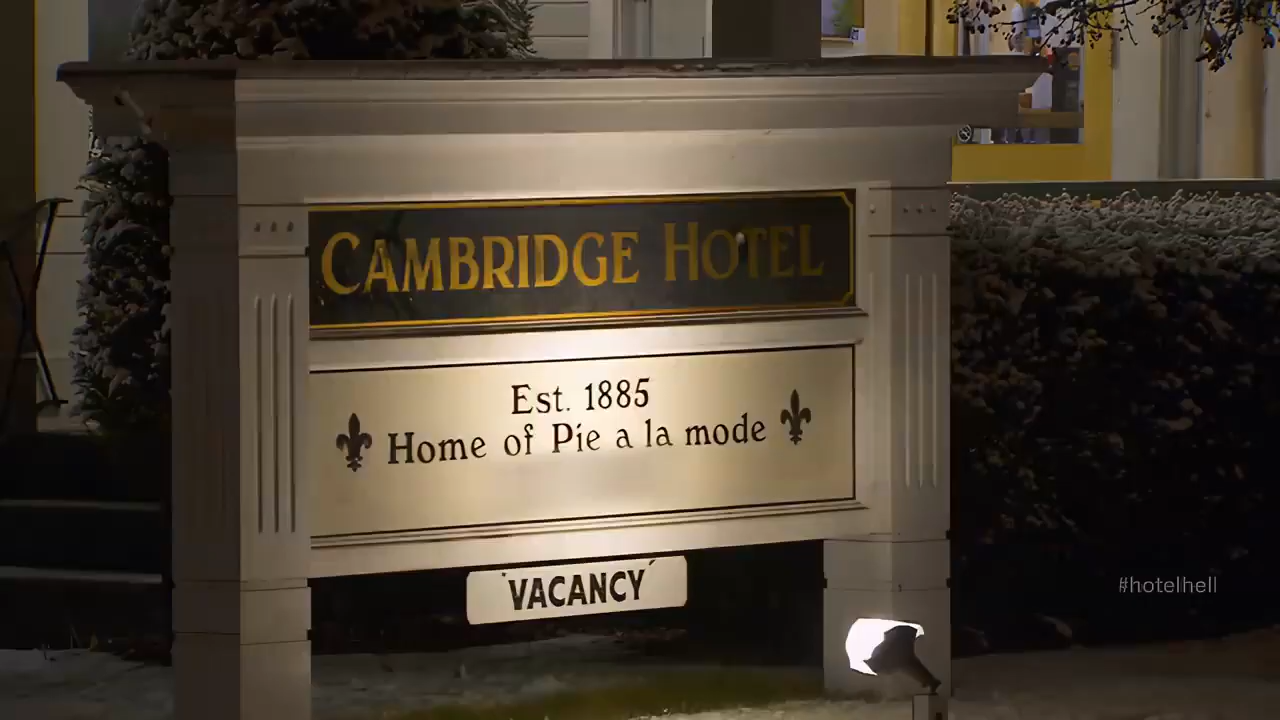 CAMBRIDGE HOTEL
Est. 1885
Home of Pie a la mode
'VACANCY'
#hotelhell